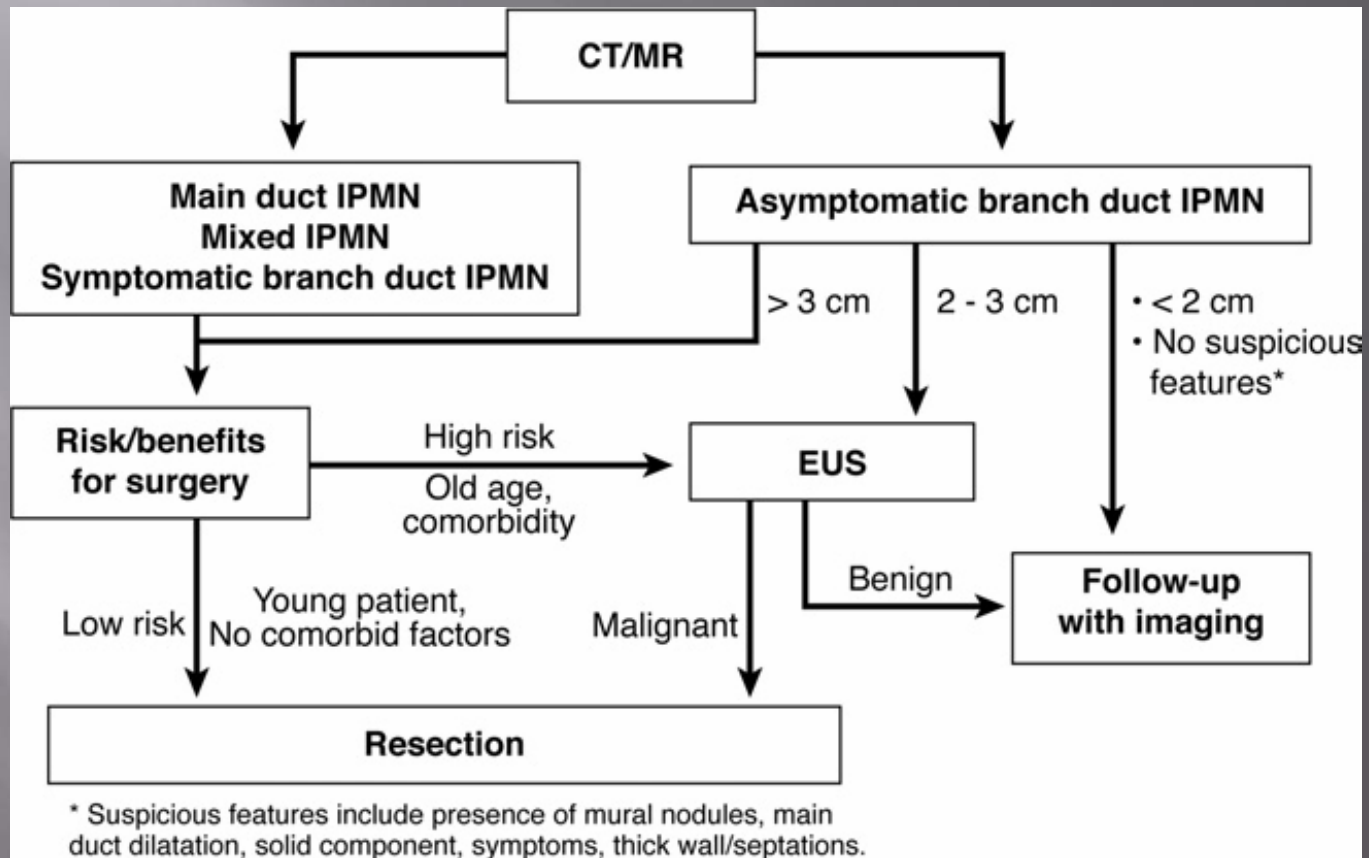 CT/MR
Main duct IPMN
Mixed IPMN
Symptomatic branch duct IPMN
Asymptomatic branch duct IPMN
> 3 cm
2 - 3 cm
• < 2 cm
• No suspicious
features*
Risk/benefits
for surgery
High risk
Old age,
comorbidity
EUS
Low risk
Young patient,
No comorbid factors
Malignant
Benign
Follow-up
with imaging
Resection
* Suspicious features include presence of mural nodules, main
duct dilatation, solid component, symptoms, thick wall/septations.